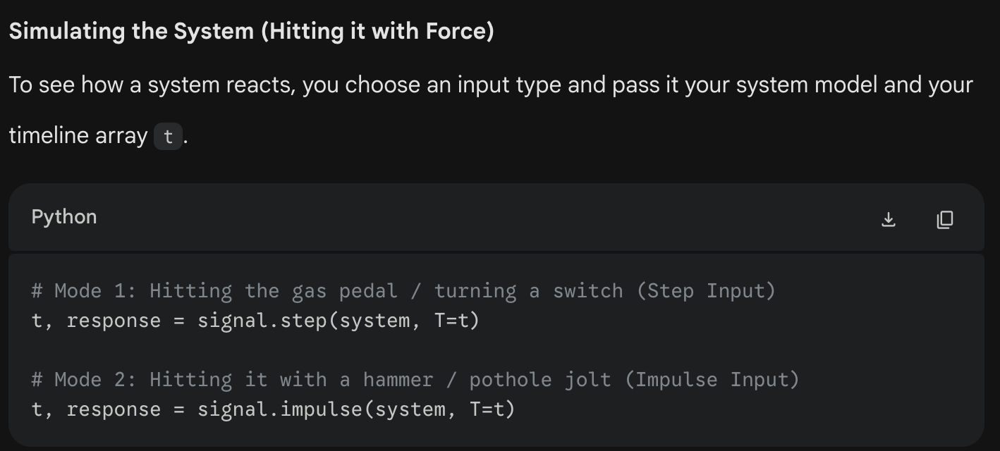 Simulating the System (Hitting it with Force)
To see how a system reacts, you choose an input type and pass it your system model and your
timeline array t.
Python
# Mode 1: Hitting the gas pedal / turning a switch (Step Input)
t, response = signal.step(system, T=t)
# Mode 2: Hitting it with a hammer / pothole jolt (Impulse Input)
t, response = signal.impulse(system, T=t)